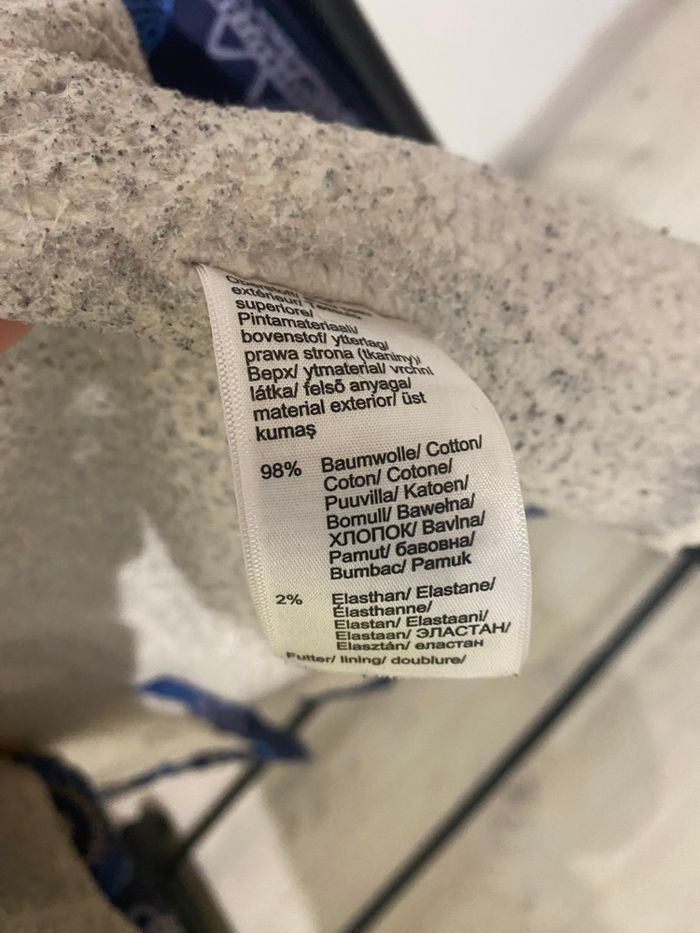 Oberstoff/
extérieur/
superiore/
Pintamateriaali/
bovenstof/ ytterlag/
prawa strona (tkaniny)/
Верх/ ytmaterial/ vrchní
látka/ felső anyaga/
material exterior/ üst
kumaş
98% Baumwolle/ Cotton/
Coton/ Cotone/
Puuvilla/ Katoen/
Bomull/ Bawełna/
ХЛОПОК/ Bavlna/
Pamut/ бавовна/
Bumbac/ Pamuk
2% Elasthan/ Elastane/
Élasthanne/
Elastan/ Elastaani/
Elastaan/ ЭЛАСТАН/
Elasztán/ еластан
Futter/ lining/ doublure/